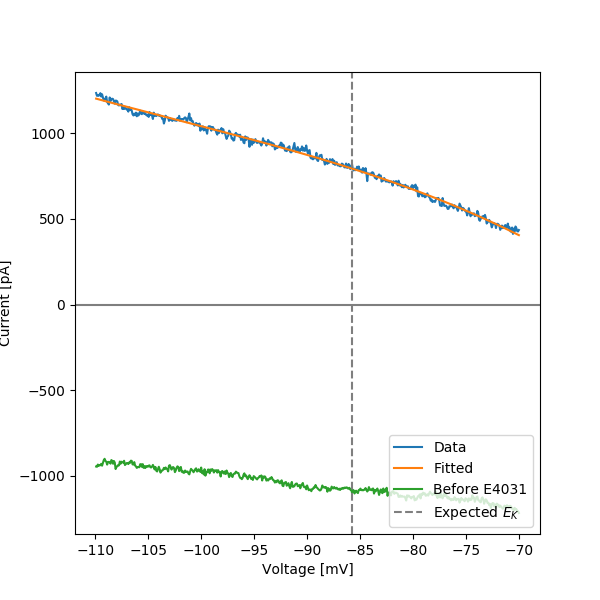 Current [pA]
1000
500
0
−500
−1000
Data
Fitted
Before E4031
Expected E_K
−110 −105 −100 −95 −90 −85 −80 −75 −70
Voltage [mV]